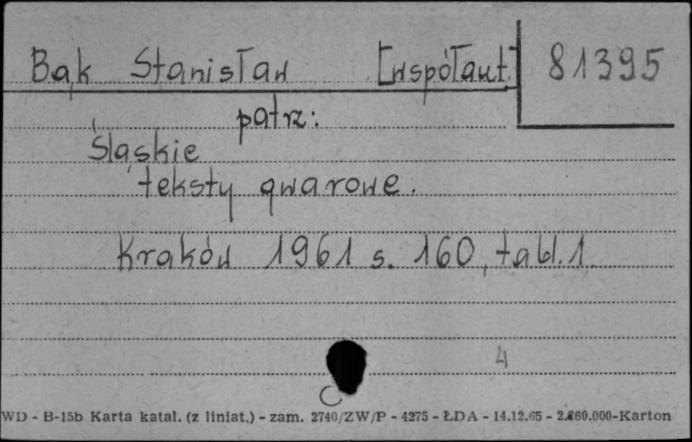 Bąk Stanisław [współaut.] 81395
patrz:
Śląskie
teksty gwarowe.
Kraków 1961 s. 160, tabl. 1.
4
WD - B-15b Karta katal. (z liniat.) - zam. 2740/ZW/P - 4275 - ŁDA - 14.12.65 - 2.260.000-Karton